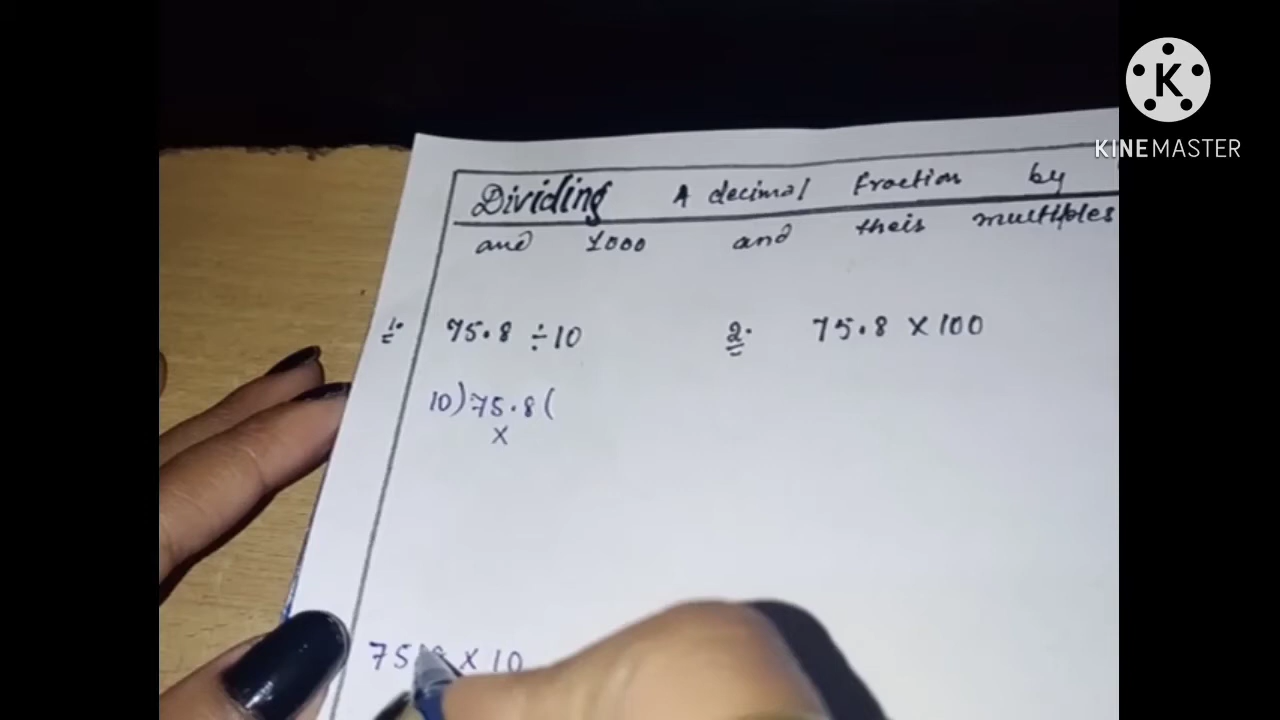 KINEMASTER
Dividing A decimal fraction by
and 1000 and theis multiples
1. 75.8 ÷ 10
2. 75.8 X 100
10)75.8(
X
X 10